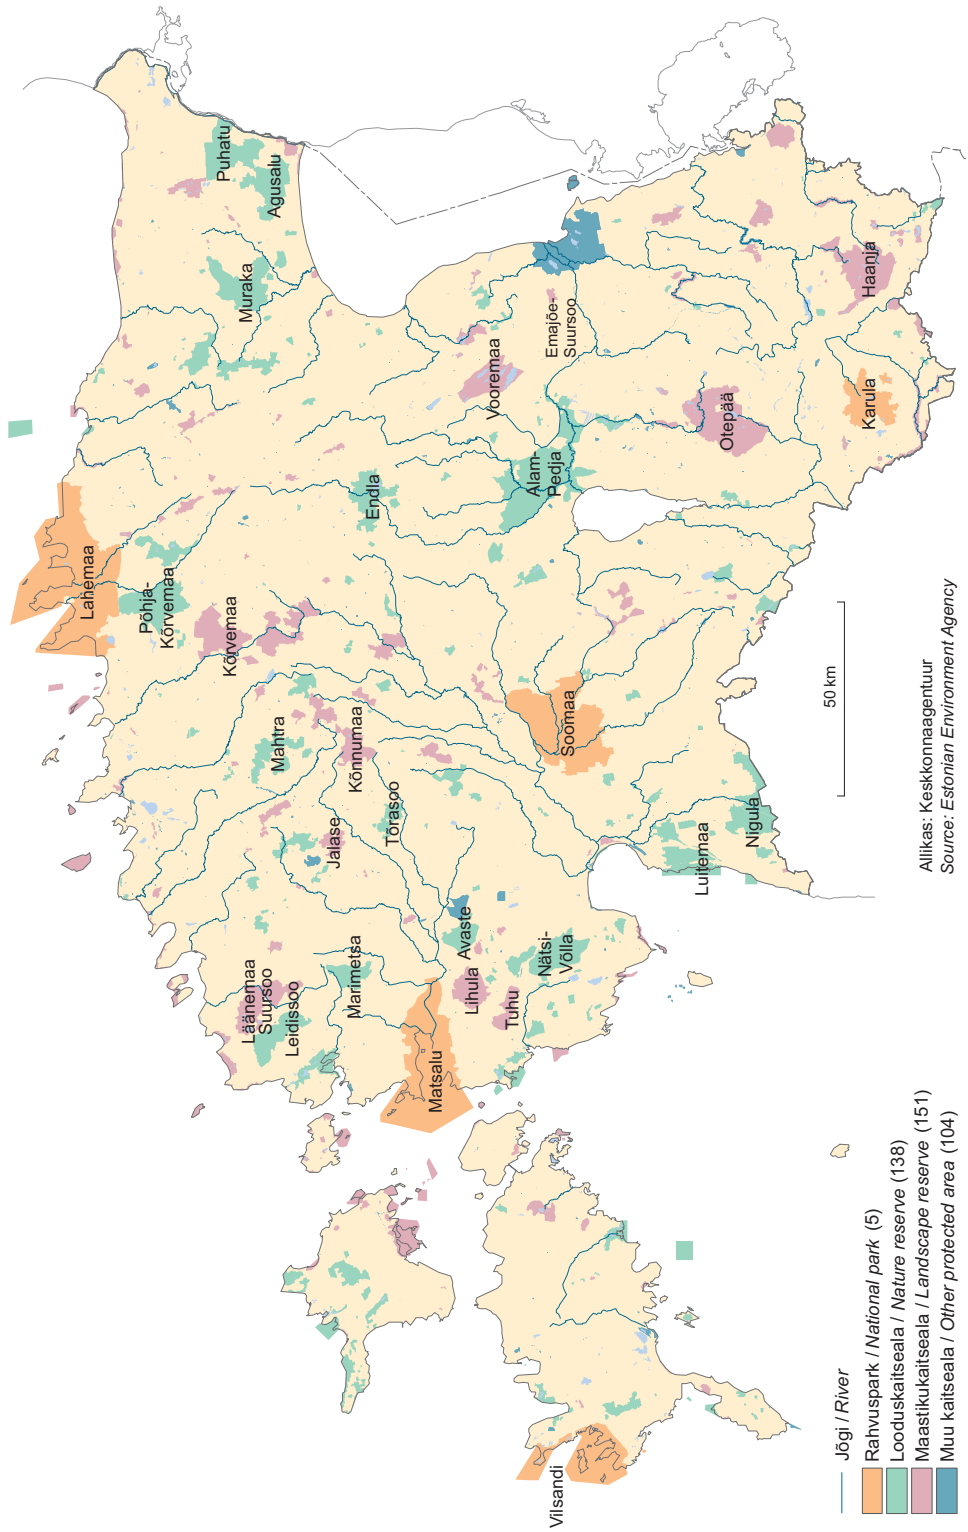 Lahemaa
Põhja-
Kõrvemaa
Kõrvemaa
Puhatu
Agusalu
Muraka
Mahtra
Könnumaa
Jalase
Tõrasoo
Endla
Läänemaa
Suursoo
Leidissoo
Marimetsa
Matsalu
Lihula
Avaste
Tuhu
Nätsi-
Võlla
Vooremaa
Emajõe-
Suursoo
Alam-
Pedja
Soomaa
Otepää
Karula
Haanja
Luitemaa
Nigula
Vilsandi
50 km
Allikas: Keskkonnaagentuur
Source: Estonian Environment Agency
Jõgi / River
Rahvuspark / National park (5)
Looduskaitseala / Nature reserve (138)
Maastikukaitseala / Landscape reserve (151)
Muu kaitseala / Other protected area (104)